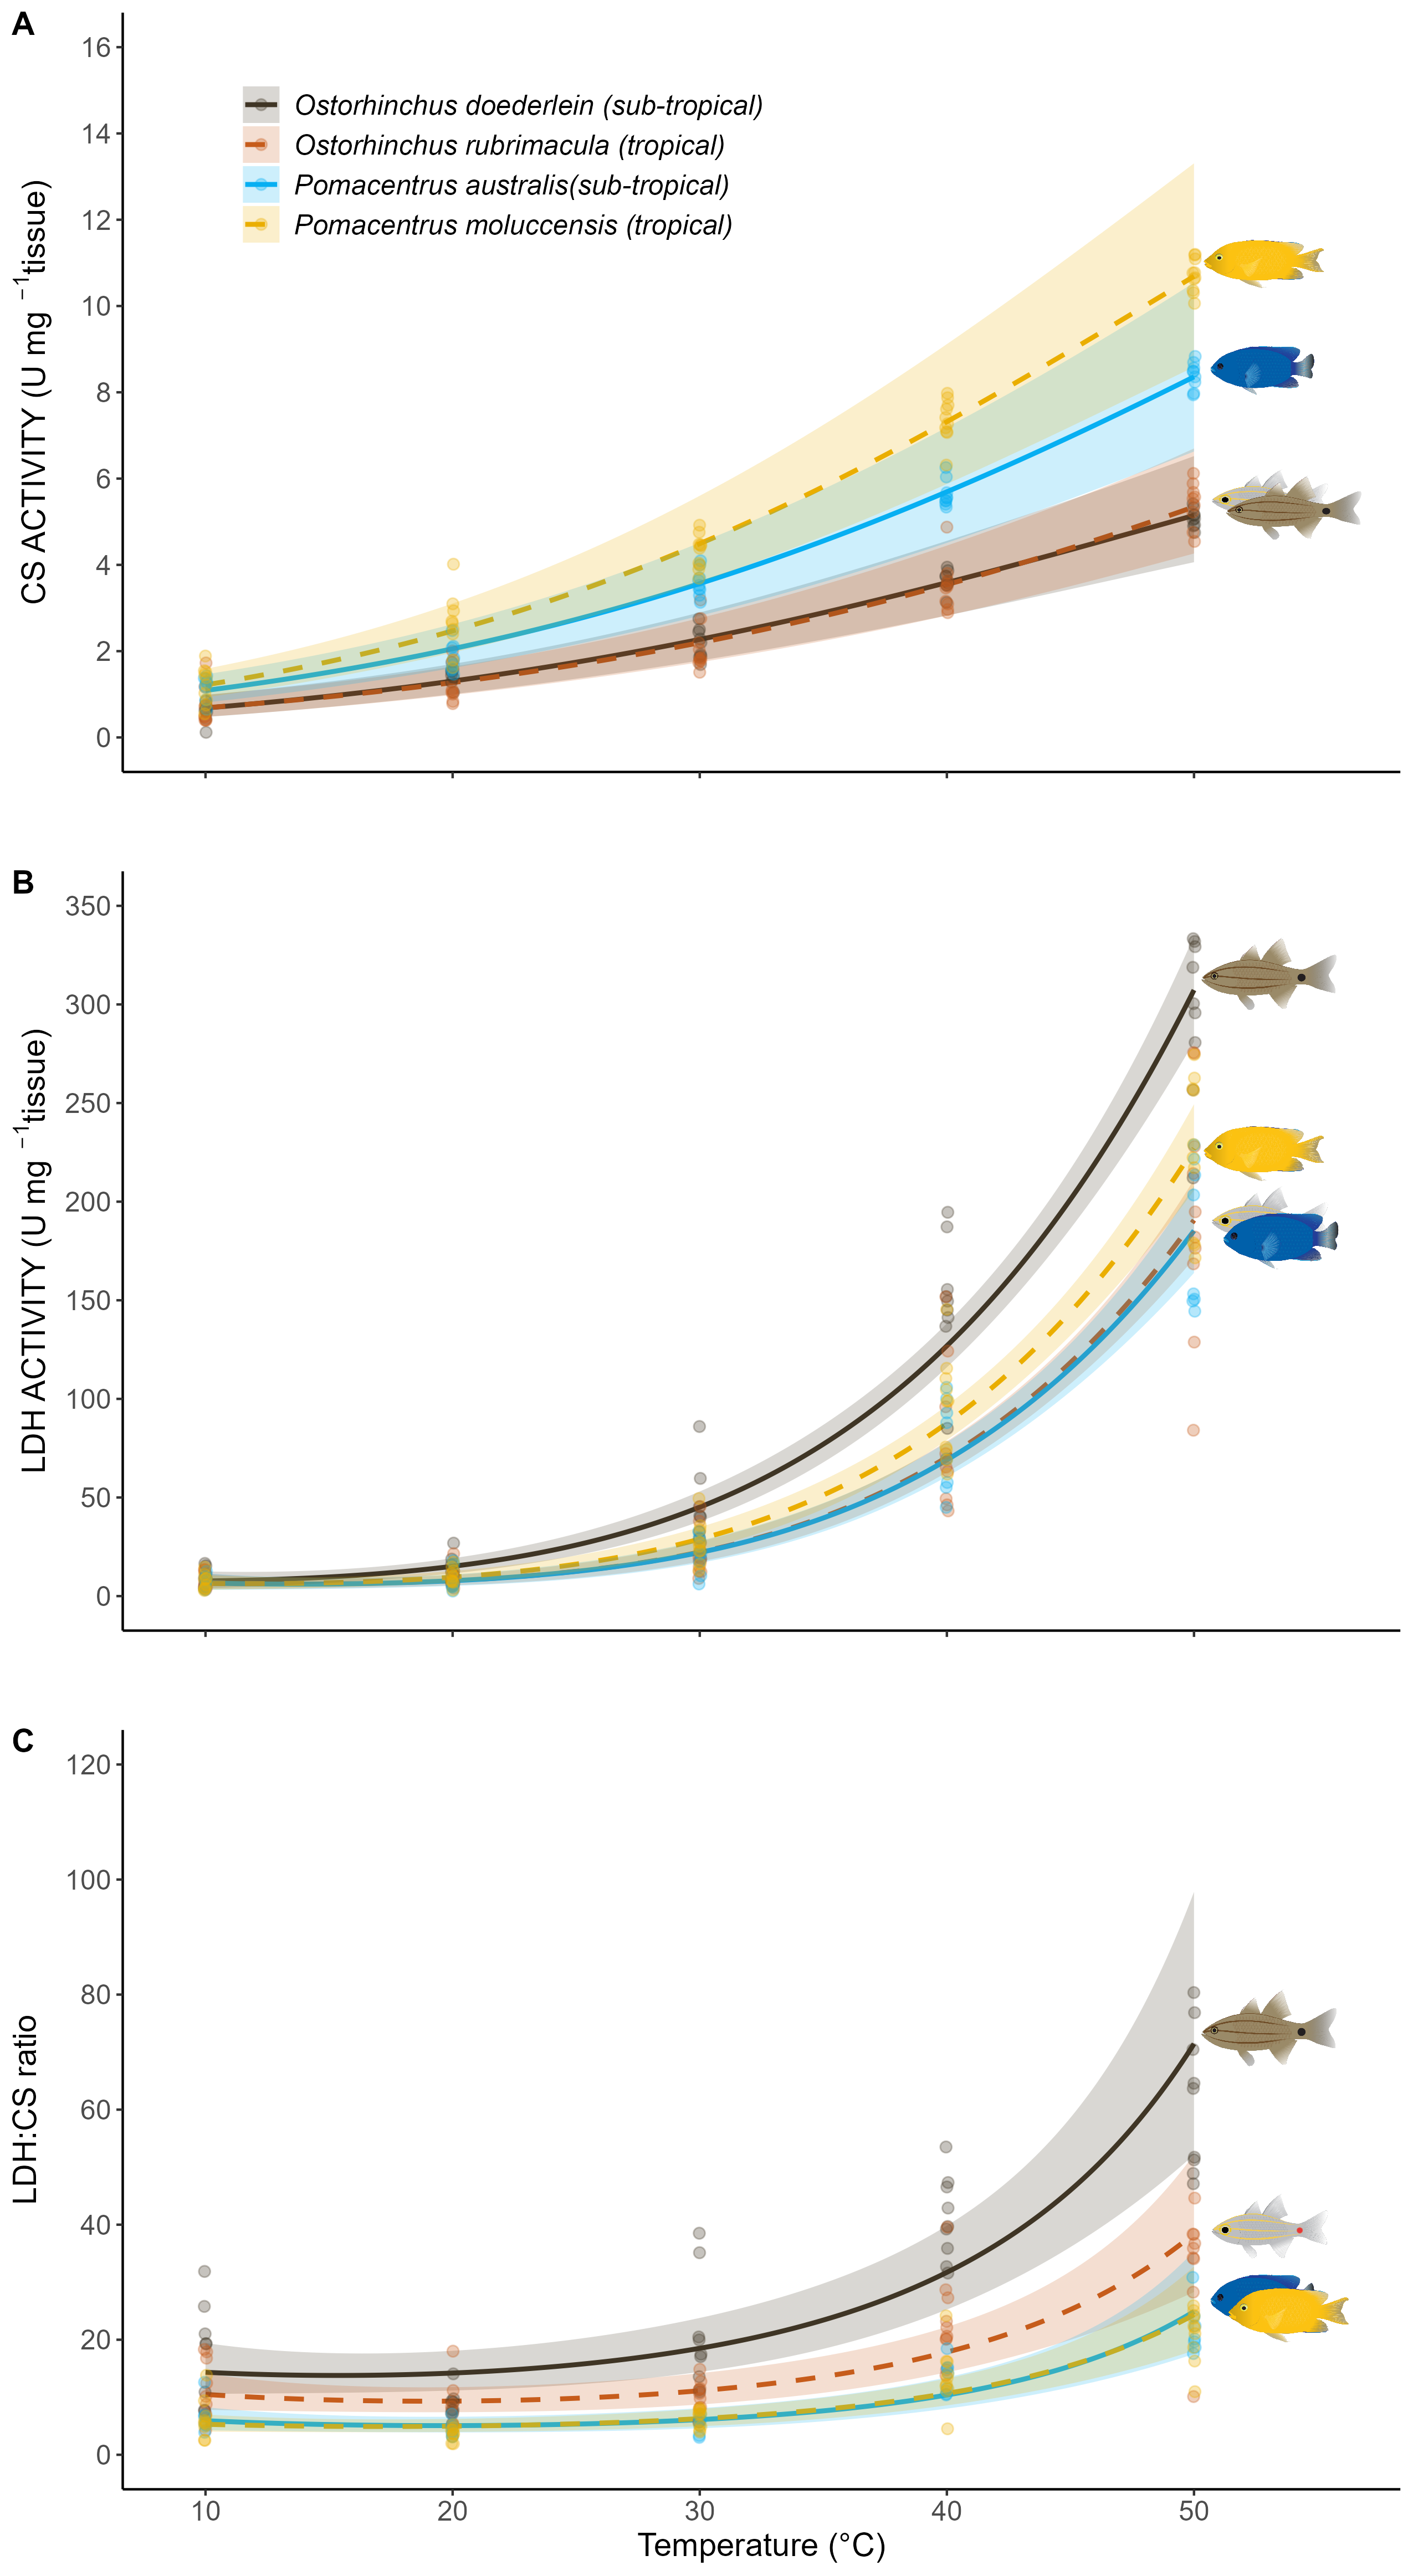 A
CS ACTIVITY (U mg −1tissue)
16
14
12
10
8
6
4
2
0
Ostorhinchus doederlein (sub-tropical)
Ostorhinchus rubrimacula (tropical)
Pomacentrus australis(sub-tropical)
Pomacentrus moluccensis (tropical)
B
LDH ACTIVITY (U mg −1tissue)
350
300
250
200
150
100
50
0
C
LDH:CS ratio
120
100
80
60
40
20
0
10 20 30 40 50
Temperature (°C)